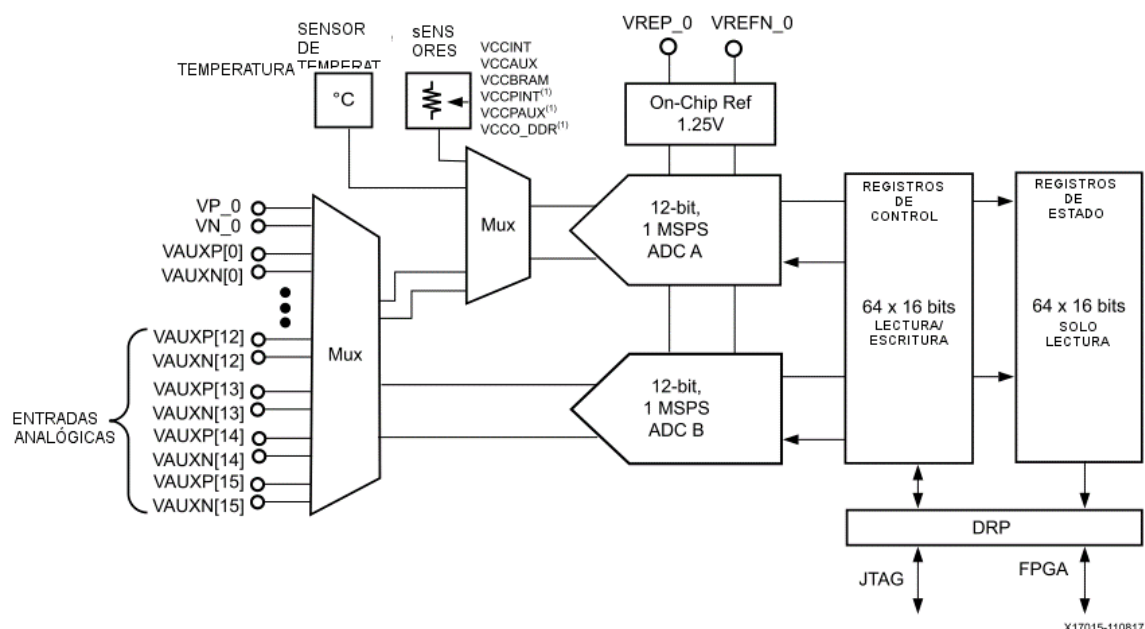 SENSOR
DE
TEMPERATURA TEMPERAT
sENS
ORES
VCCINT
VCCAUX
VCCBRAM
VCCPINT(1)
VCCPAUX(1)
VCCO_DDR(1)
°C
VREP_0 VREFN_0
On-Chip Ref
1.25V
VP_0
VN_0
VAUXP[0]
VAUXN[0]
VAUXP[12]
VAUXN[12]
VAUXP[13]
VAUXN[13]
VAUXP[14]
VAUXN[14]
VAUXP[15]
VAUXN[15]
ENTRADAS
ANALÓGICAS
Mux
Mux
12-bit,
1 MSPS
ADC A
12-bit,
1 MSPS
ADC B
REGISTROS
DE
CONTROL
64 x 16 bits
LECTURA/
ESCRITURA
REGISTROS
DE
ESTADO
64 x 16 bits
SOLO
LECTURA
DRP
JTAG
FPGA
X17015-110817